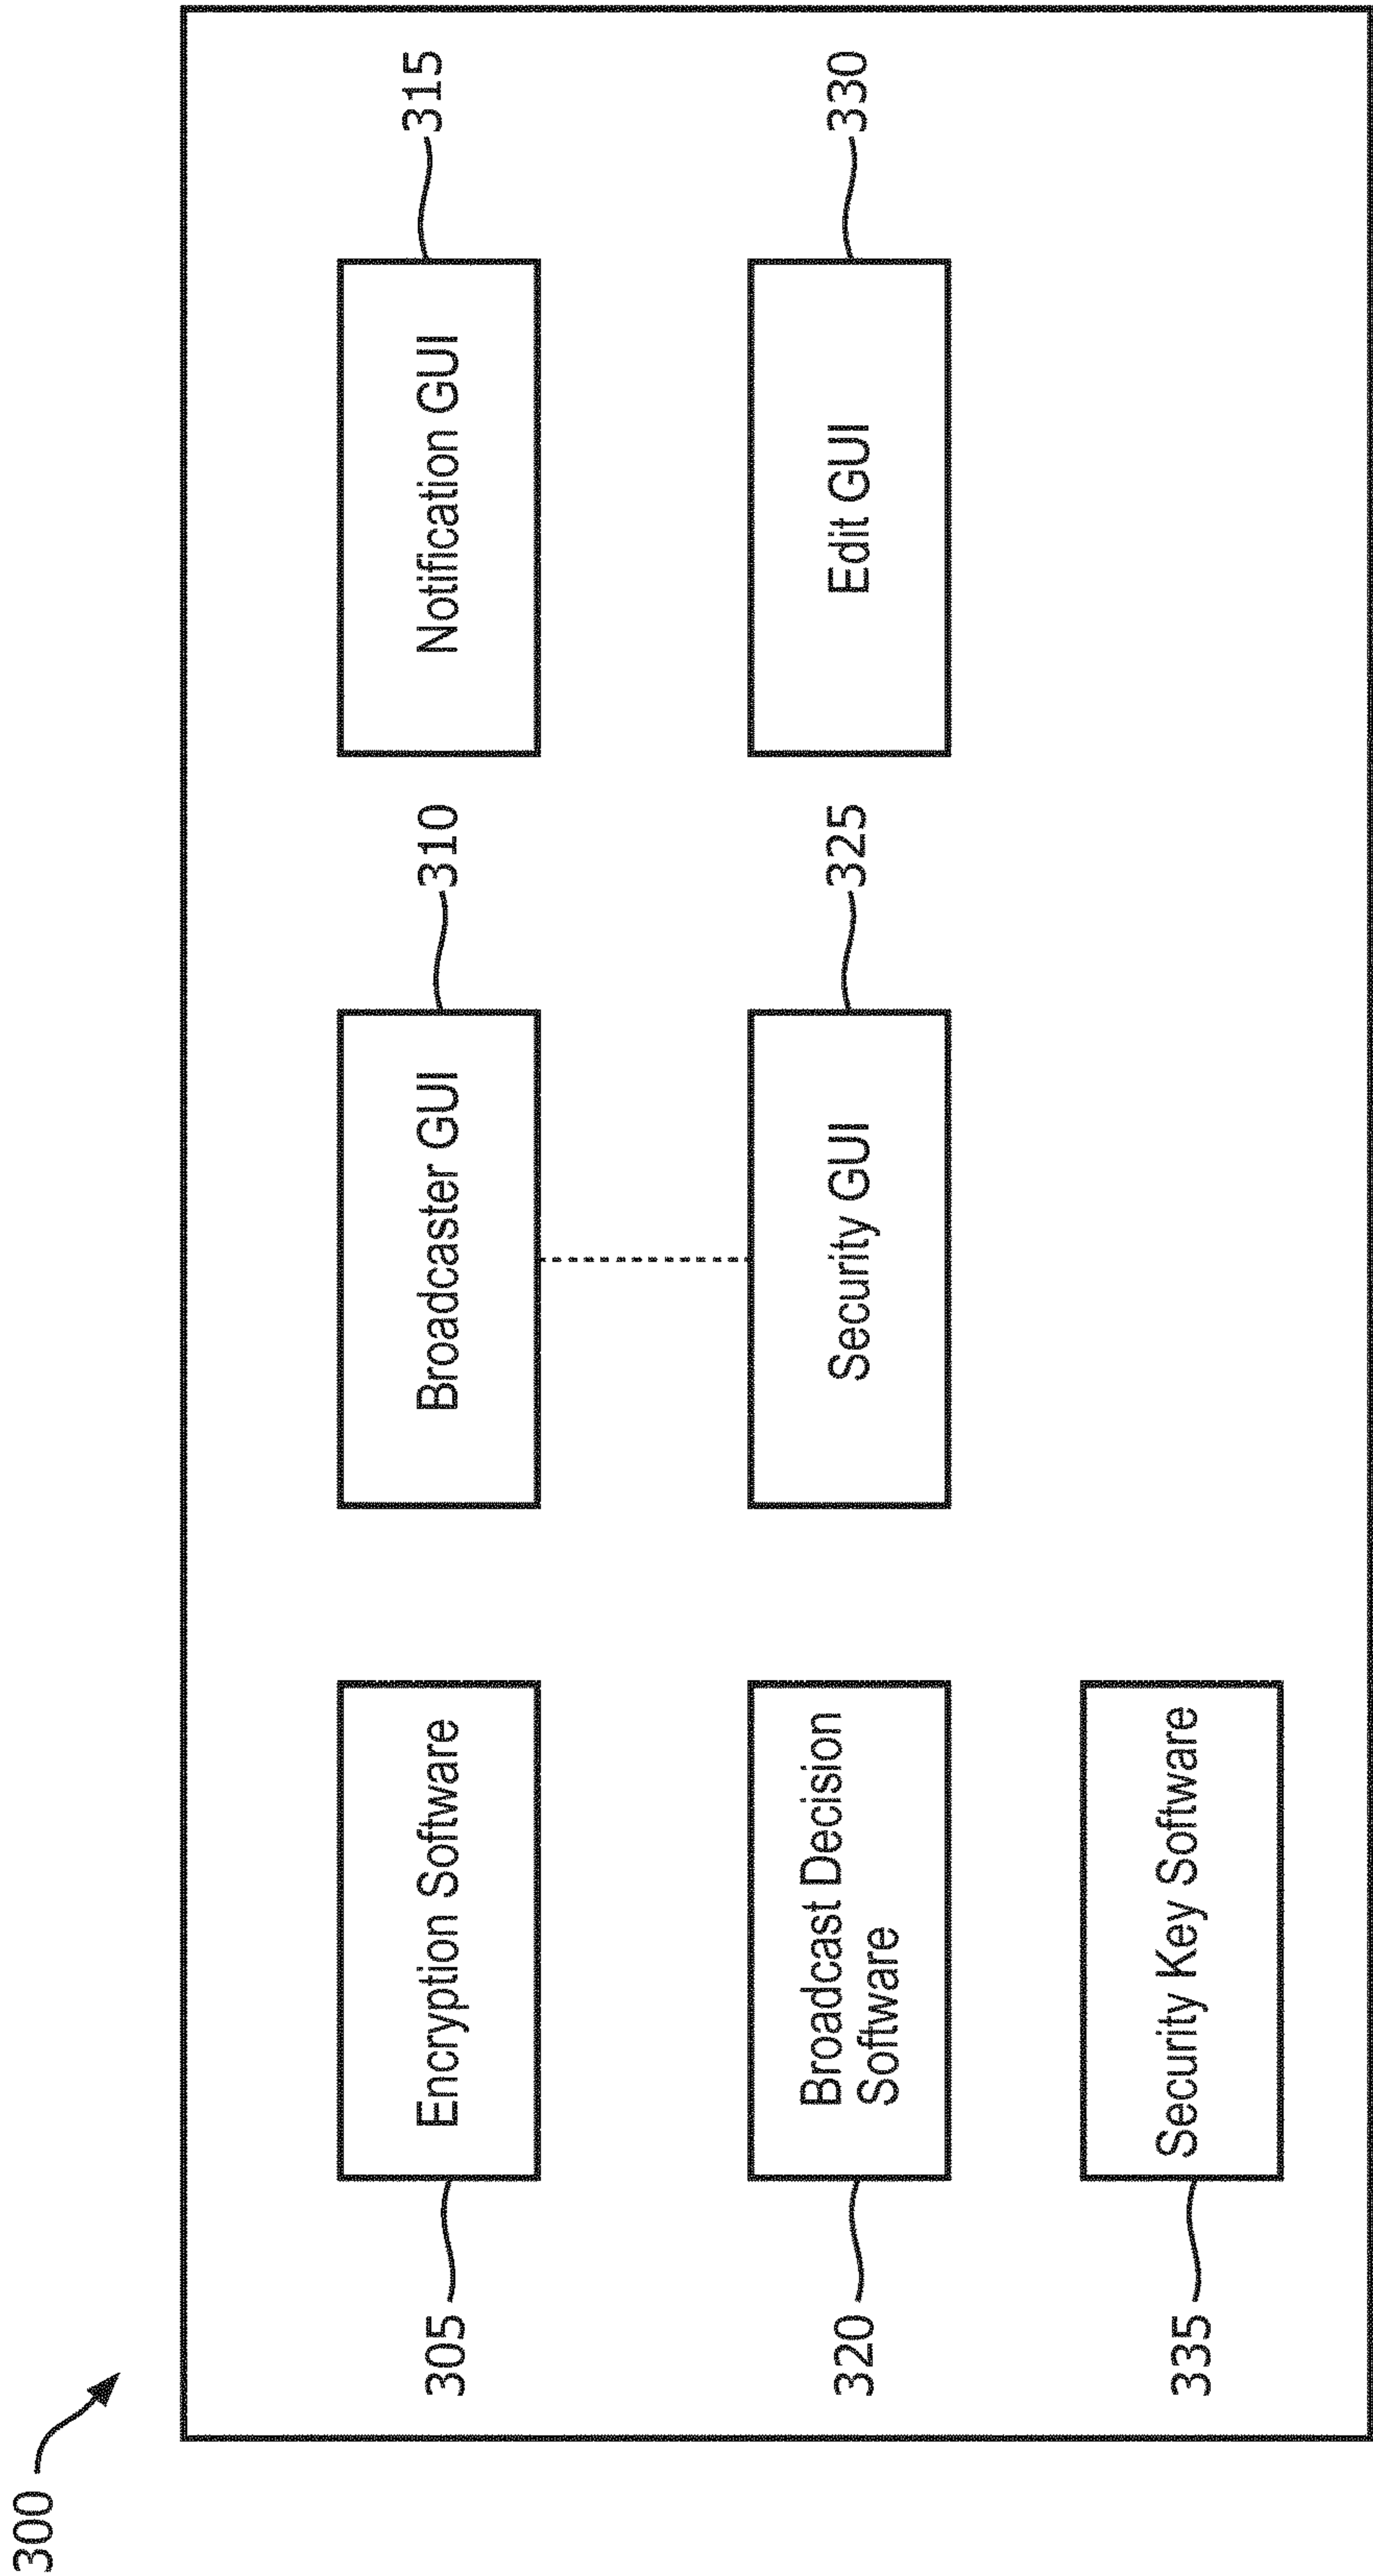 300
305
Encryption Software
Broadcaster GUI
310
Notification GUI
315
320
Broadcast Decision
Software
Security GUI
325
Edit GUI
330
335
Security Key Software